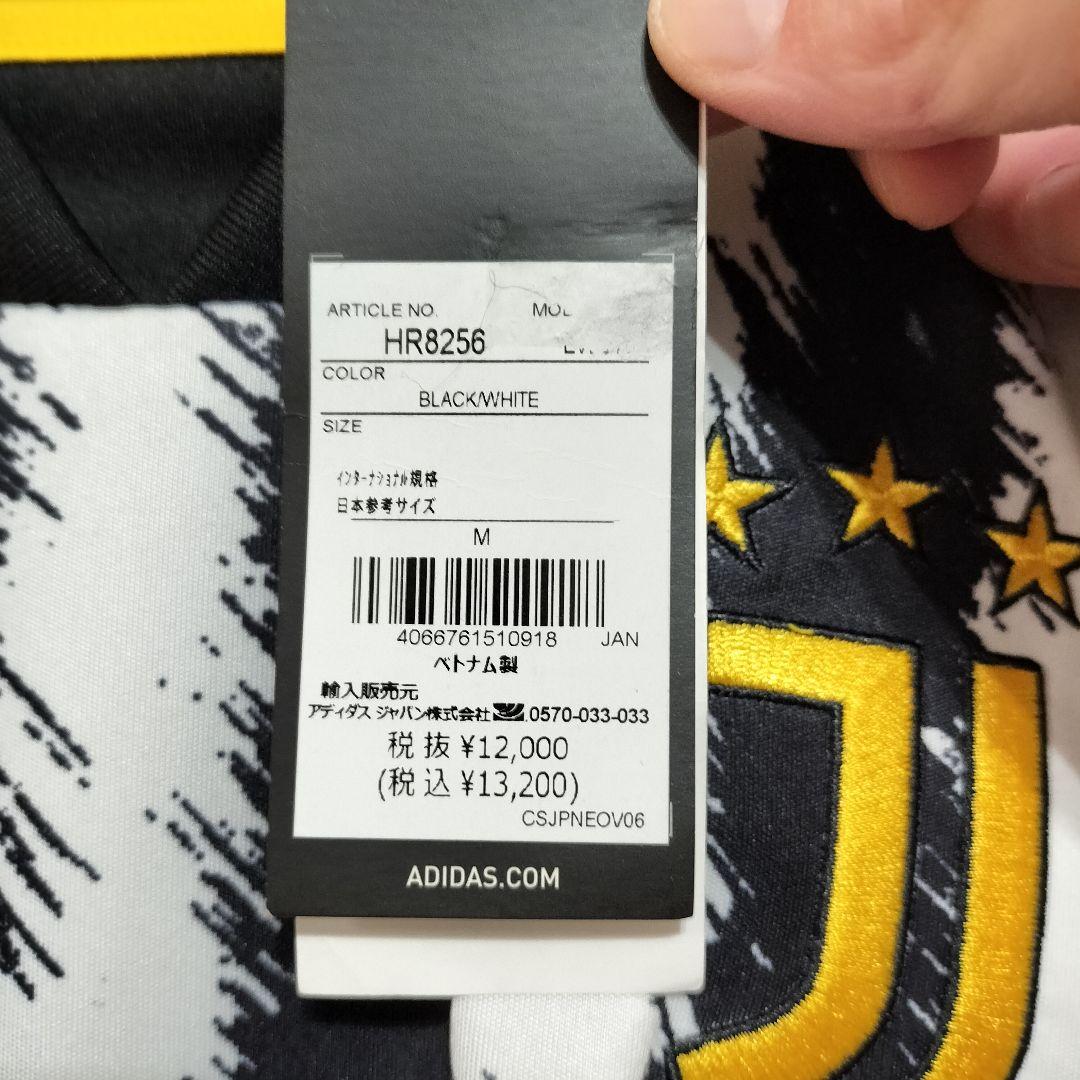 ARTICLE NO.
HR8256
COLOR
BLACK/WHITE
SIZE
インターナショナル規格
日本参考サイズ
M
4066761510918 JAN
ベトナム製
輸入販売元
アディダス ジャパン株式会社 0570-033-033
税 抜 ¥12,000
(税 込 ¥13,200)
CSJPNEOV06
ADIDAS.COM